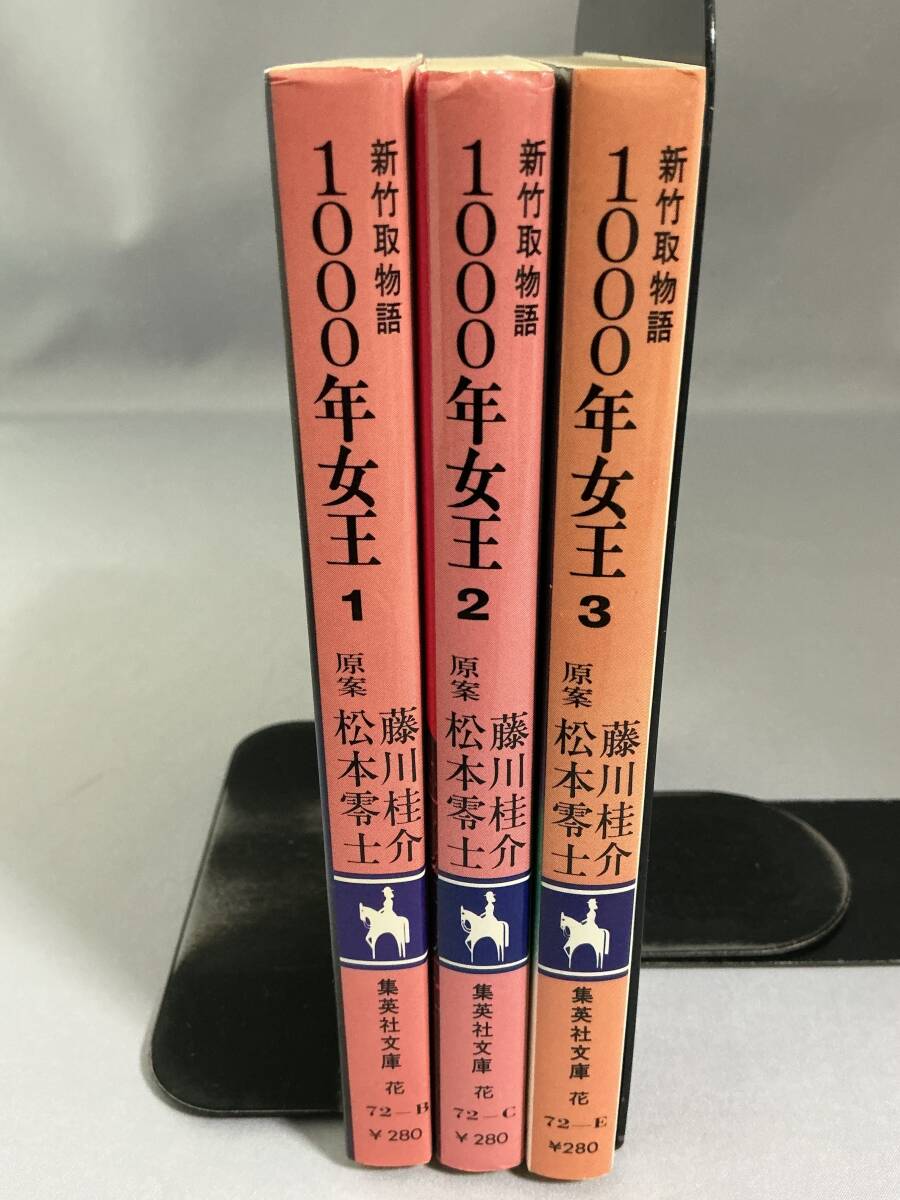 新竹取物語
1000年女王
1
原案
藤川桂介
松本零士
集英社文庫 花
72—B
¥280
新竹取物語
1000年女王
2
原案
藤川桂介
松本零士
集英社文庫 花
72—C
¥280
新竹取物語
1000年女王
3
原案
藤川桂介
松本零士
集英社文庫 花
72—E
¥280